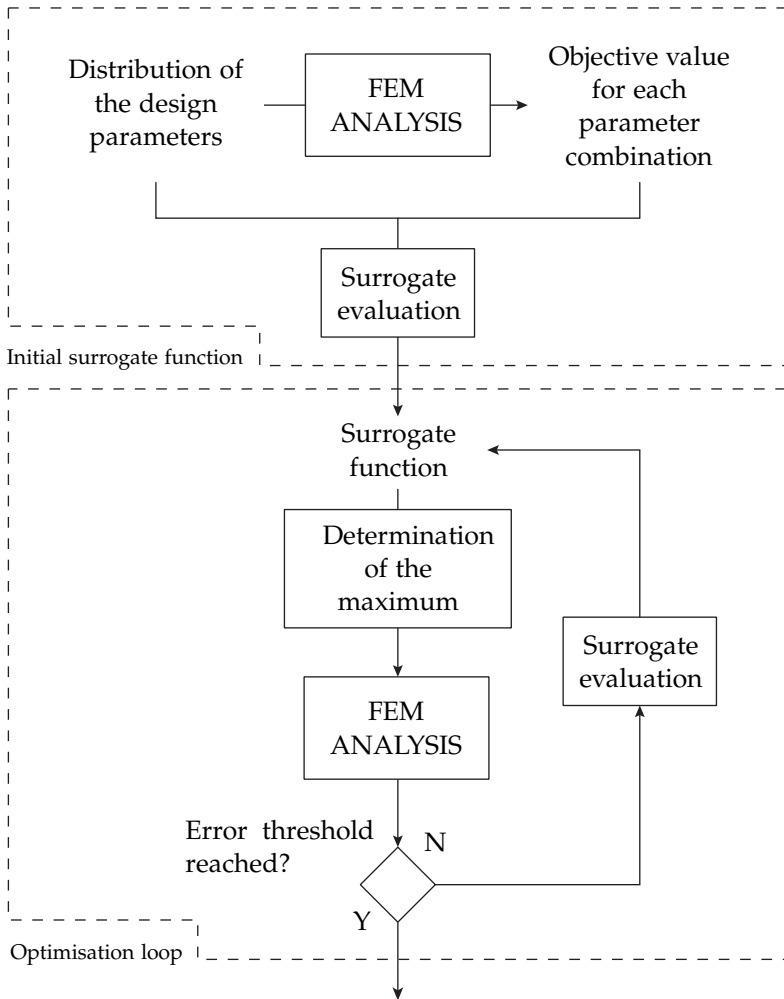 Distribution of
the design
parameters
FEM
ANALYSIS
Objective value
for each
parameter
combination
Surrogate
evaluation
Initial surrogate function
Surrogate
function
Determination
of the
maximum
Surrogate
evaluation
FEM
ANALYSIS
Error threshold
reached?
N
Y
Optimisation loop